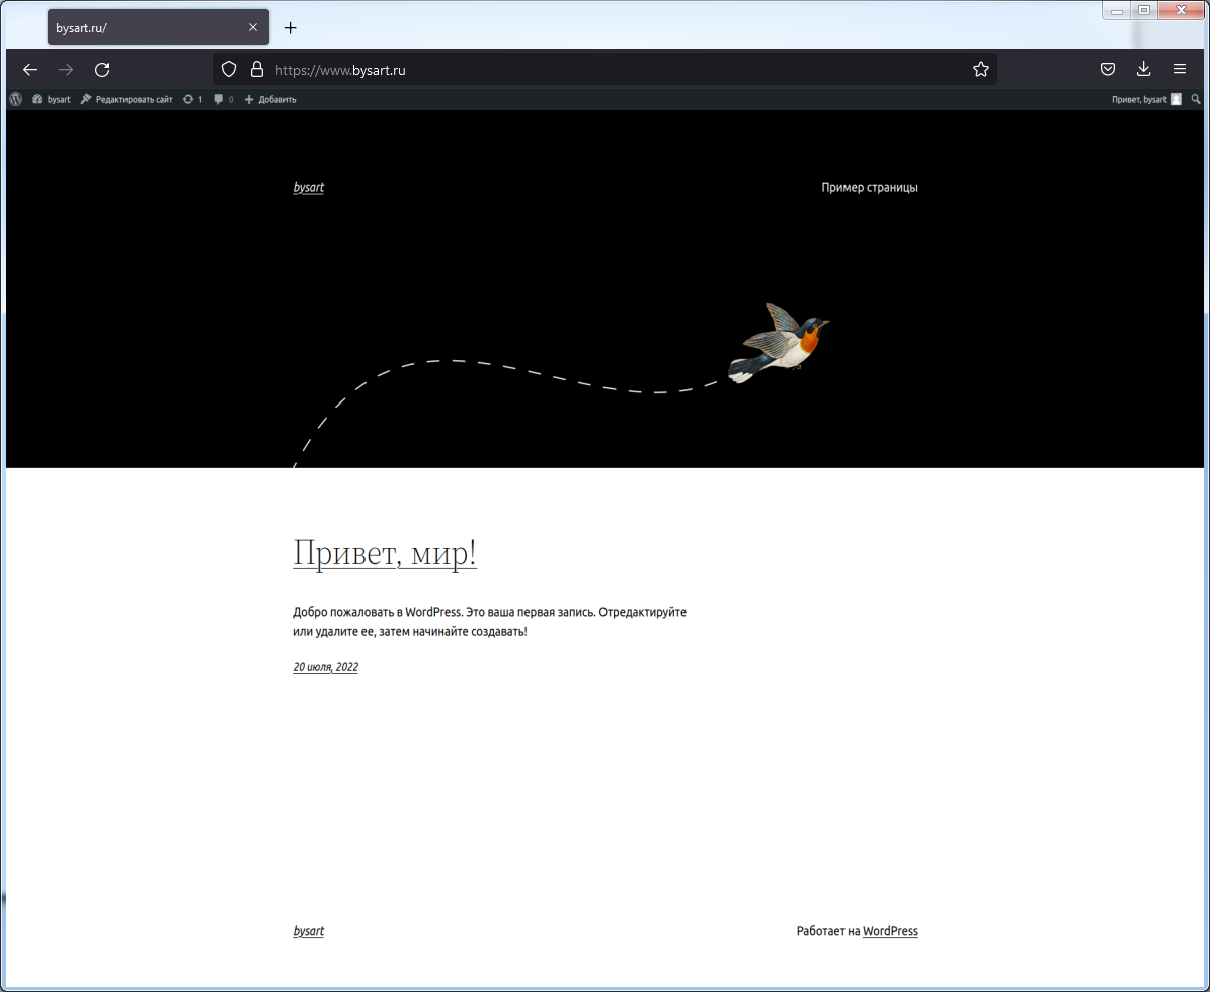 bysart.ru/
https://www.bysart.ru
bysart Редактировать сайт 1 0 Добавить Привет, bysart
bysart Пример страницы
Привет, мир!
Добро пожаловать в WordPress. Это ваша первая запись. Отредактируйте
или удалите ее, затем начинайте создавать!
20 июля, 2022
bysart Работает на WordPress